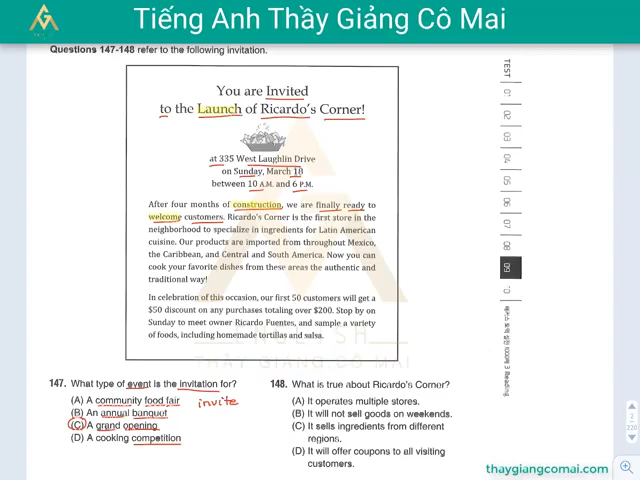 Tiếng Anh Thầy Giảng Cô Mai
Questions 147-148 refer to the following invitation.
You are Invited
to the Launch of Ricardo's Corner!
at 335 West Laughlin Drive
on Sunday, March 18
between 10 A.M. and 6 P.M.
After four months of construction, we are finally ready to
welcome customers. Ricardo's Corner is the first store in the
neighborhood to specialize in ingredients for Latin American
cuisine. Our products are imported from throughout Mexico,
the Caribbean, and Central and South America. Now you can
cook your favorite dishes from these areas the authentic and
traditional way!
In celebration of this occasion, our first 50 customers will get a
$50 discount on any purchases totaling over $200. Stop by on
Sunday to meet owner Ricardo Fuentes, and sample a variety
of foods, including homemade tortillas and salsa.
ENGLISH
THẦY GIẢNG.CÔ MAI
147. What type of event is the invitation for?
(A) A community food fair
invite
(B) An annual banquet
(C) A grand opening
(D) A cooking competition
148. What is true about Ricardo's Corner?
(A) It operates multiple stores.
(B) It will not sell goods on weekends.
(C) It sells ingredients from different
regions.
(D) It will offer coupons to all visiting
customers.
TEST
01
02
03
04
05
06
07
08
09
10
2
220
thaygiangcomai.com